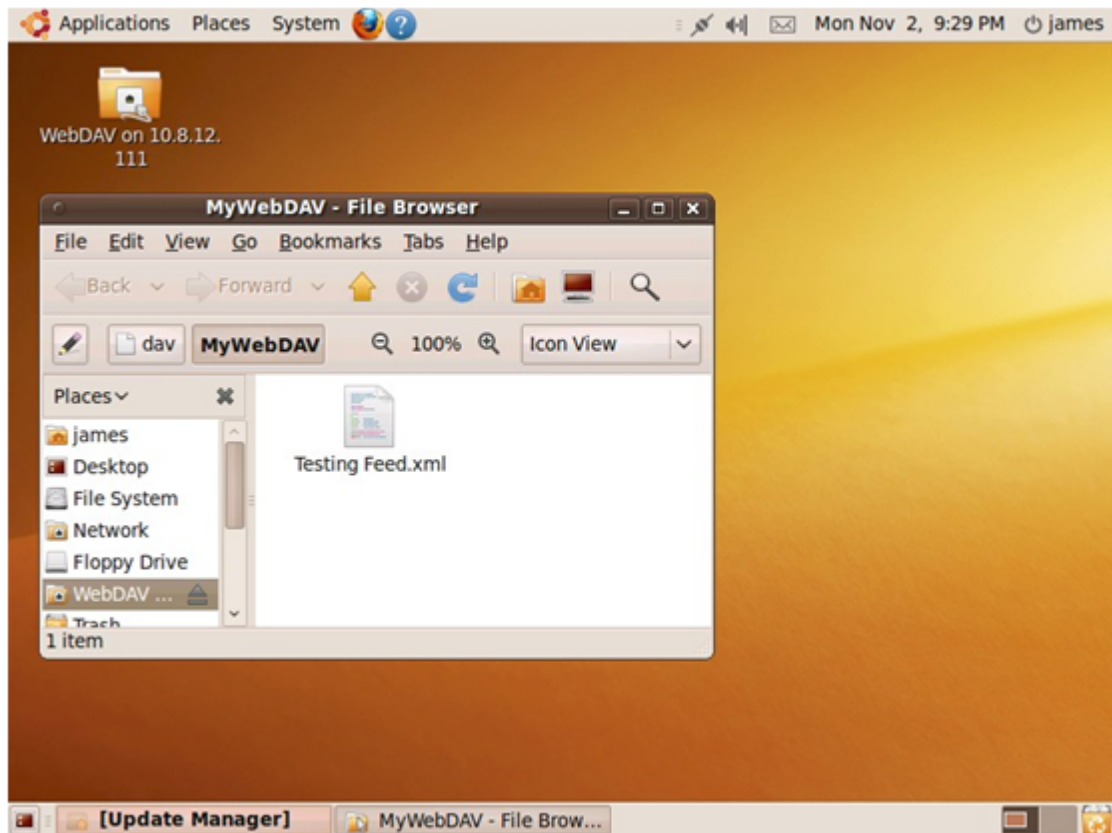 Applications Places System Mon Nov 2, 9:29 PM james
WebDAV on 10.8.12.
111
MyWebDAV - File Browser
File Edit View Go Bookmarks Tabs Help
Back Forward
dav MyWebDAV 100% Icon View
Places
james
Desktop
File System
Network
Floppy Drive
WebDAV ...
Trash
Testing Feed.xml
1 item
[Update Manager] MyWebDAV - File Brow...